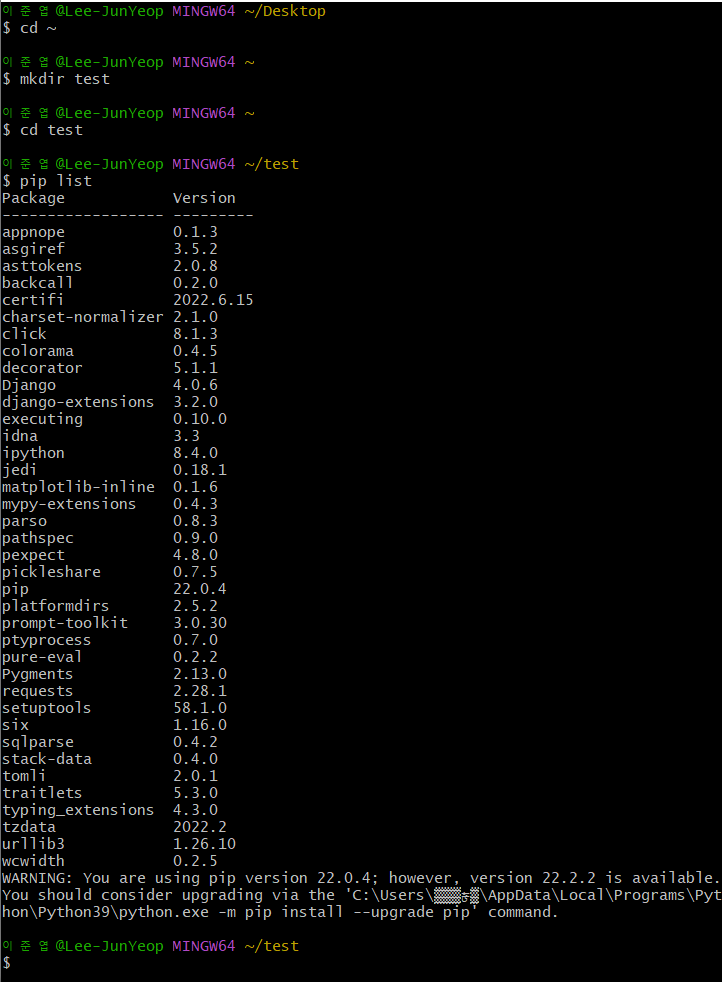 이준엽@Lee-JunYeop MINGW64 ~/Desktop
$ cd ~
이준엽@Lee-JunYeop MINGW64 ~
$ mkdir test
이준엽@Lee-JunYeop MINGW64 ~
$ cd test
이준엽@Lee-JunYeop MINGW64 ~/test
$ pip list
Package            Version
------------------ ---------
appnope            0.1.3
asgiref            3.5.2
asttokens          2.0.8
backcall           0.2.0
certifi            2022.6.15
charset-normalizer 2.1.0
click              8.1.3
colorama           0.4.5
decorator          5.1.1
Django             4.0.6
django-extensions  3.2.0
executing          0.10.0
idna               3.3
ipython            8.4.0
jedi               0.18.1
matplotlib-inline  0.1.6
mypy-extensions    0.4.3
parso              0.8.3
pathspec           0.9.0
pexpect            4.8.0
pickleshare        0.7.5
pip                22.0.4
platformdirs       2.5.2
prompt-toolkit     3.0.30
ptyprocess         0.7.0
pure-eval          0.2.2
Pygments           2.13.0
requests           2.28.1
setuptools         58.1.0
six                1.16.0
sqlparse           0.4.2
stack-data         0.4.0
tomli              2.0.1
traitlets          5.3.0
typing_extensions  4.3.0
tzdata             2022.2
urllib3            1.26.10
wcwidth            0.2.5
WARNING: You are using pip version 22.0.4; however, version 22.2.2 is available.
You should consider upgrading via the 'C:\Users\\AppData\Local\Programs\Pyt
hon\Python39\python.exe -m pip install --upgrade pip' command.
이준엽@Lee-JunYeop MINGW64 ~/test
$